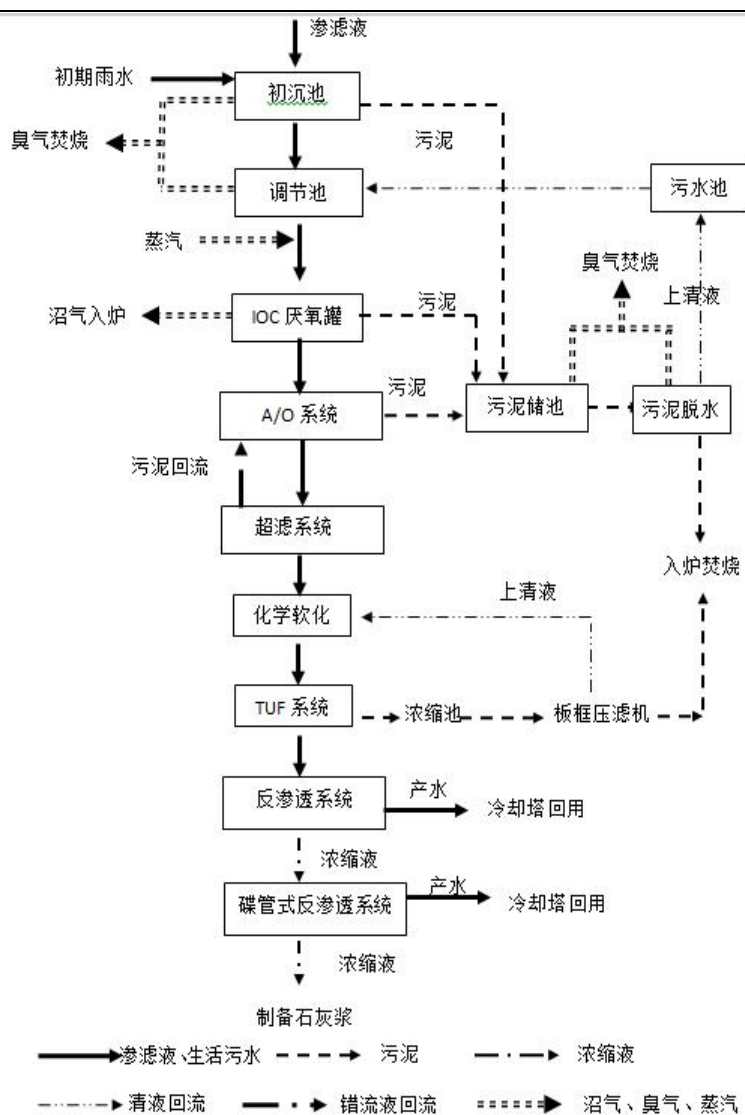 渗滤液
初期雨水
初沉池
臭气焚烧
污泥
调节池
污水池
蒸汽
臭气焚烧
上清液
沼气入炉
IOC 厌氧罐
污泥
污泥
A/O 系统
污泥储池
污泥脱水
污泥回流
超滤系统
入炉焚烧
上清液
化学软化
TUF 系统
浓缩池
板框压滤机
产水
反渗透系统
冷却塔回用
浓缩液
产水
碟管式反渗透系统
冷却塔回用
浓缩液
制备石灰浆
渗滤液、生活污水 污泥 浓缩液
清液回流 错流液回流 沼气、臭气、蒸汽